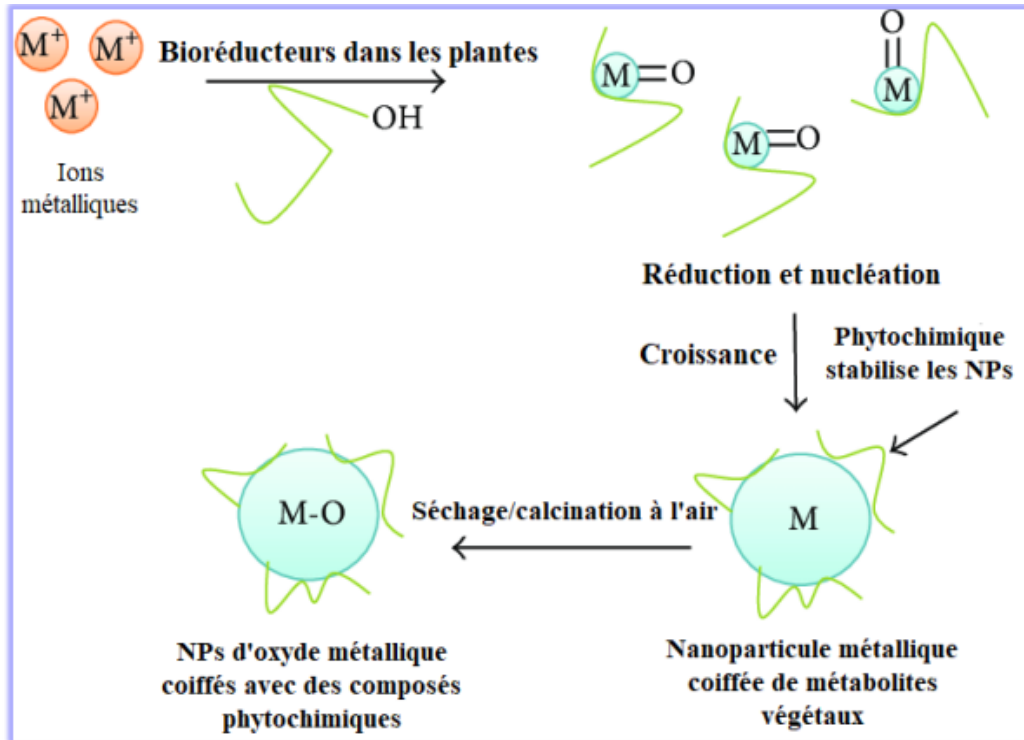 M+
M+
M+
Ions
métalliques
Bioréducteurs dans les plantes
OH
M=O
M=O
O
M
Réduction et nucléation
Croissance
Phytochimique
stabilise les NPs
M
Nanoparticule métallique
coiffée de métabolites
végétaux
Séchage/calcination à l'air
M-O
NPs d'oxyde métallique
coiffés avec des composés
phytochimiques